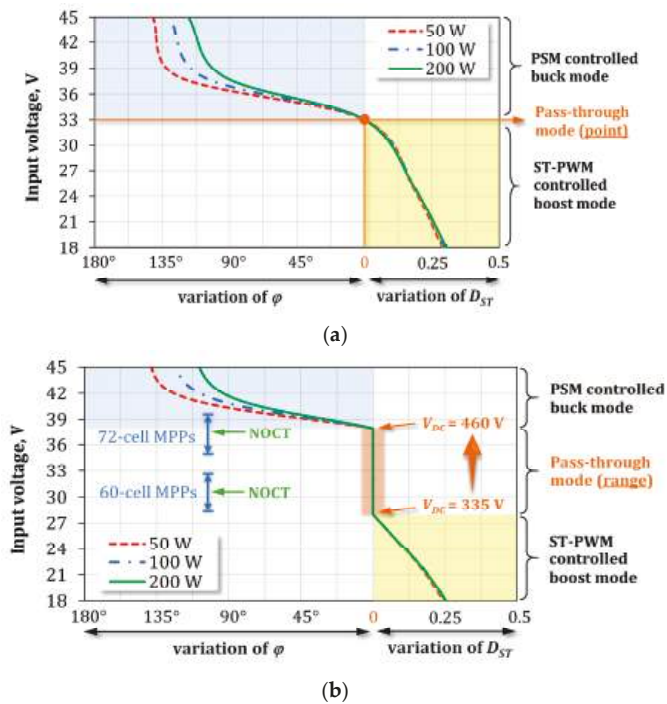 45
42
39
36
33
30
27
24
21
18
Input voltage, V
50 W
100 W
200 W
PSM controlled
buck mode
Pass-through
mode (point)
ST-PWM
controlled
boost mode
180° 135° 90° 45° 0 0.25 0.5
variation of φ variation of D_ST
(a)
45
42
39
36
33
30
27
24
21
18
Input voltage, V
72-cell MPPs
NOCT
60-cell MPPs
NOCT
50 W
100 W
200 W
V_DC = 460 V
V_DC = 335 V
PSM controlled
buck mode
Pass-through
mode (range)
ST-PWM
controlled
boost mode
180° 135° 90° 45° 0 0.25 0.5
variation of φ variation of D_ST
(b)